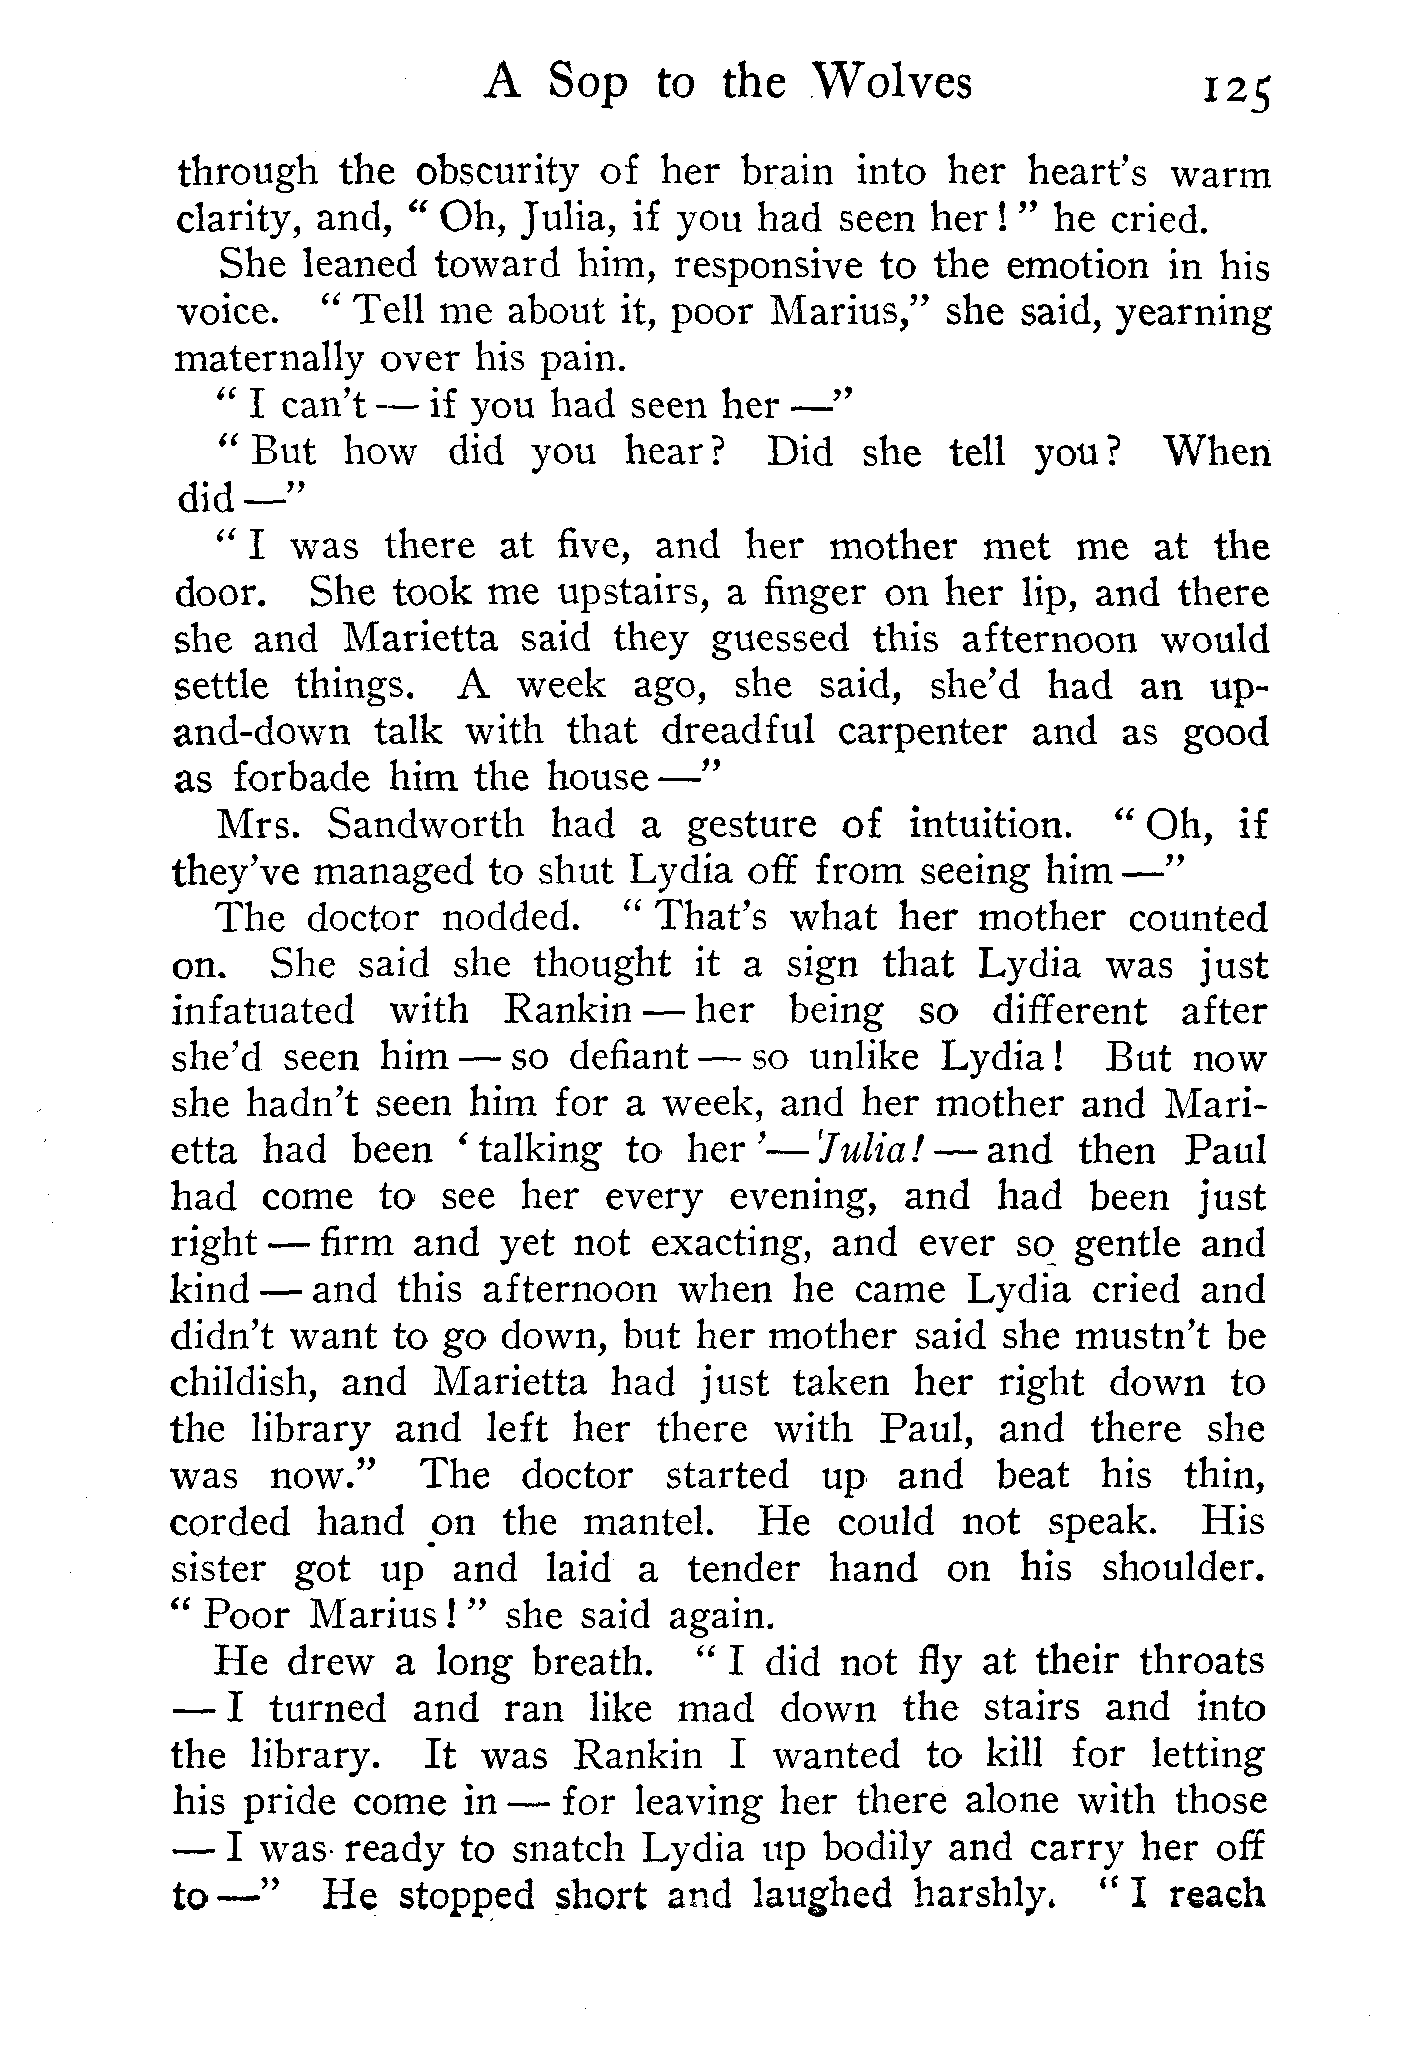 A Sop to the Wolves 125
through the obscurity of her brain into her heart's warm
clarity, and, “ Oh, Julia, if you had seen her ! ” he cried.
She leaned toward him, responsive to the emotion in his
voice. “ Tell me about it, poor Marius,” she said, yearning
maternally over his pain.
“ I can't — if you had seen her —”
“ But how did you hear? Did she tell you? When
did —”
“ I was there at five, and her mother met me at the
door. She took me upstairs, a finger on her lip, and there
she and Marietta said they guessed this afternoon would
settle things. A week ago, she said, she'd had an up-
and-down talk with that dreadful carpenter and as good
as forbade him the house —”
Mrs. Sandworth had a gesture of intuition. “ Oh, if
they've managed to shut Lydia off from seeing him —”
The doctor nodded. “ That's what her mother counted
on. She said she thought it a sign that Lydia was just
infatuated with Rankin — her being so different after
she'd seen him — so defiant — so unlike Lydia! But now
she hadn't seen him for a week, and her mother and Mari-
etta had been ‘ talking to her ’— 'Julia! — and then Paul
had come to see her every evening, and had been just
right — firm and yet not exacting, and ever so gentle and
kind — and this afternoon when he came Lydia cried and
didn't want to go down, but her mother said she mustn't be
childish, and Marietta had just taken her right down to
the library and left her there with Paul, and there she
was now.” The doctor started up and beat his thin,
corded hand on the mantel. He could not speak. His
sister got up and laid a tender hand on his shoulder.
“ Poor Marius ! ” she said again.
He drew a long breath. “ I did not fly at their throats
— I turned and ran like mad down the stairs and into
the library. It was Rankin I wanted to kill for letting
his pride come in — for leaving her there alone with those
— I was ready to snatch Lydia up bodily and carry her off
to —” He stopped short and laughed harshly. “ I reach